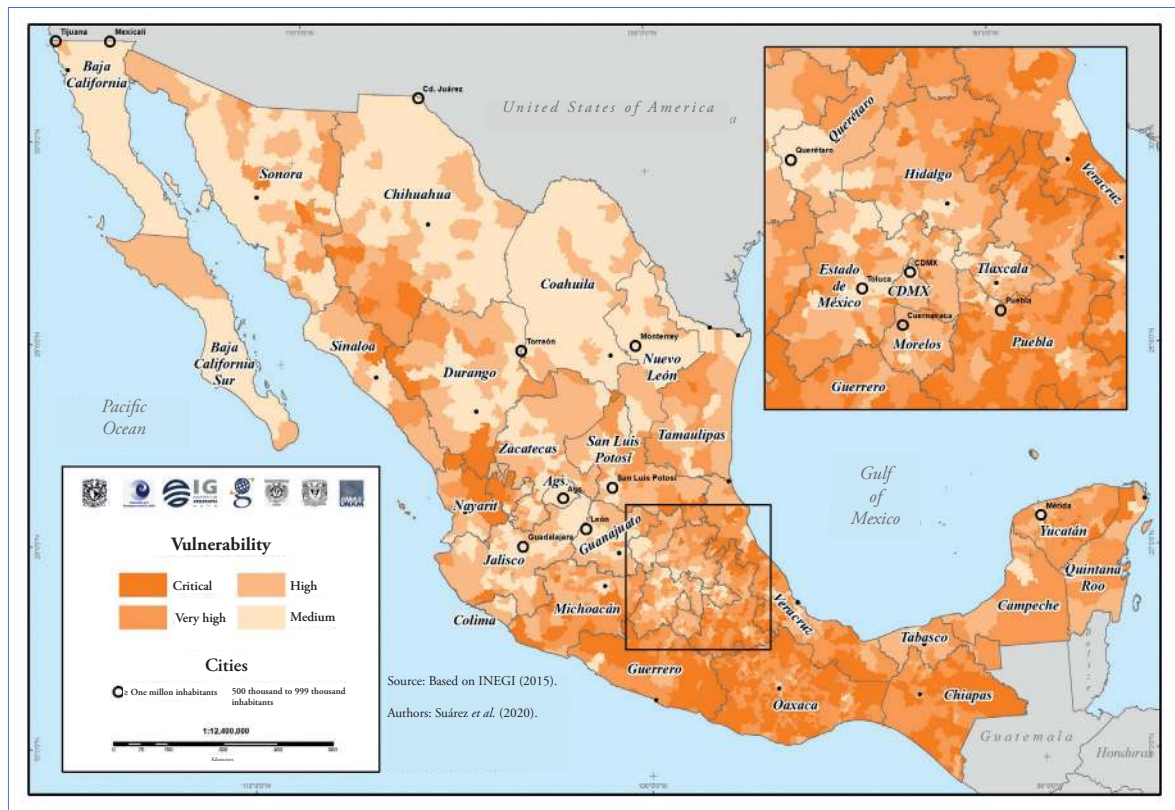 Tijuana
Mexicali
Baja
California
Cd. Juárez
United States of America
α
Sonora
Chihuahua
Coahuila
Sinaloa
Durango
Torreón
Monterrey
Nuevo
León
Baja
California
Sur
Pacific
Ocean
Zacatecas
San Luis
Potosí
Tamaulipas
San Luis Potosí
Ags.
Ags.
Nayarit
León
Guanajuato
Guadalajara
Jalisco
Colima
Michoacán
Guerrero
Oaxaca
Veracruz
Tabasco
Chiapas
Campeche
Mérida
Yucatán
Quintana
Roo
Belize
Guatemala
Honduras
Gulf
of
Mexico
Querétaro
Querétaro
Hidalgo
Veracruz
Estado
de
México
Toluca
CDMX
CDMX
Tlaxcala
Cuernavaca
Morelos
Puebla
Puebla
Guerrero
IG
UNAM
Vulnerability
Critical
High
Very high
Medium
Cities
≥ One millon inhabitants
500 thousand to 999 thousand
inhabitants
1:12,400,000
Kilometers
Source: Based on INEGI (2015).
Authors: Suárez et al. (2020).